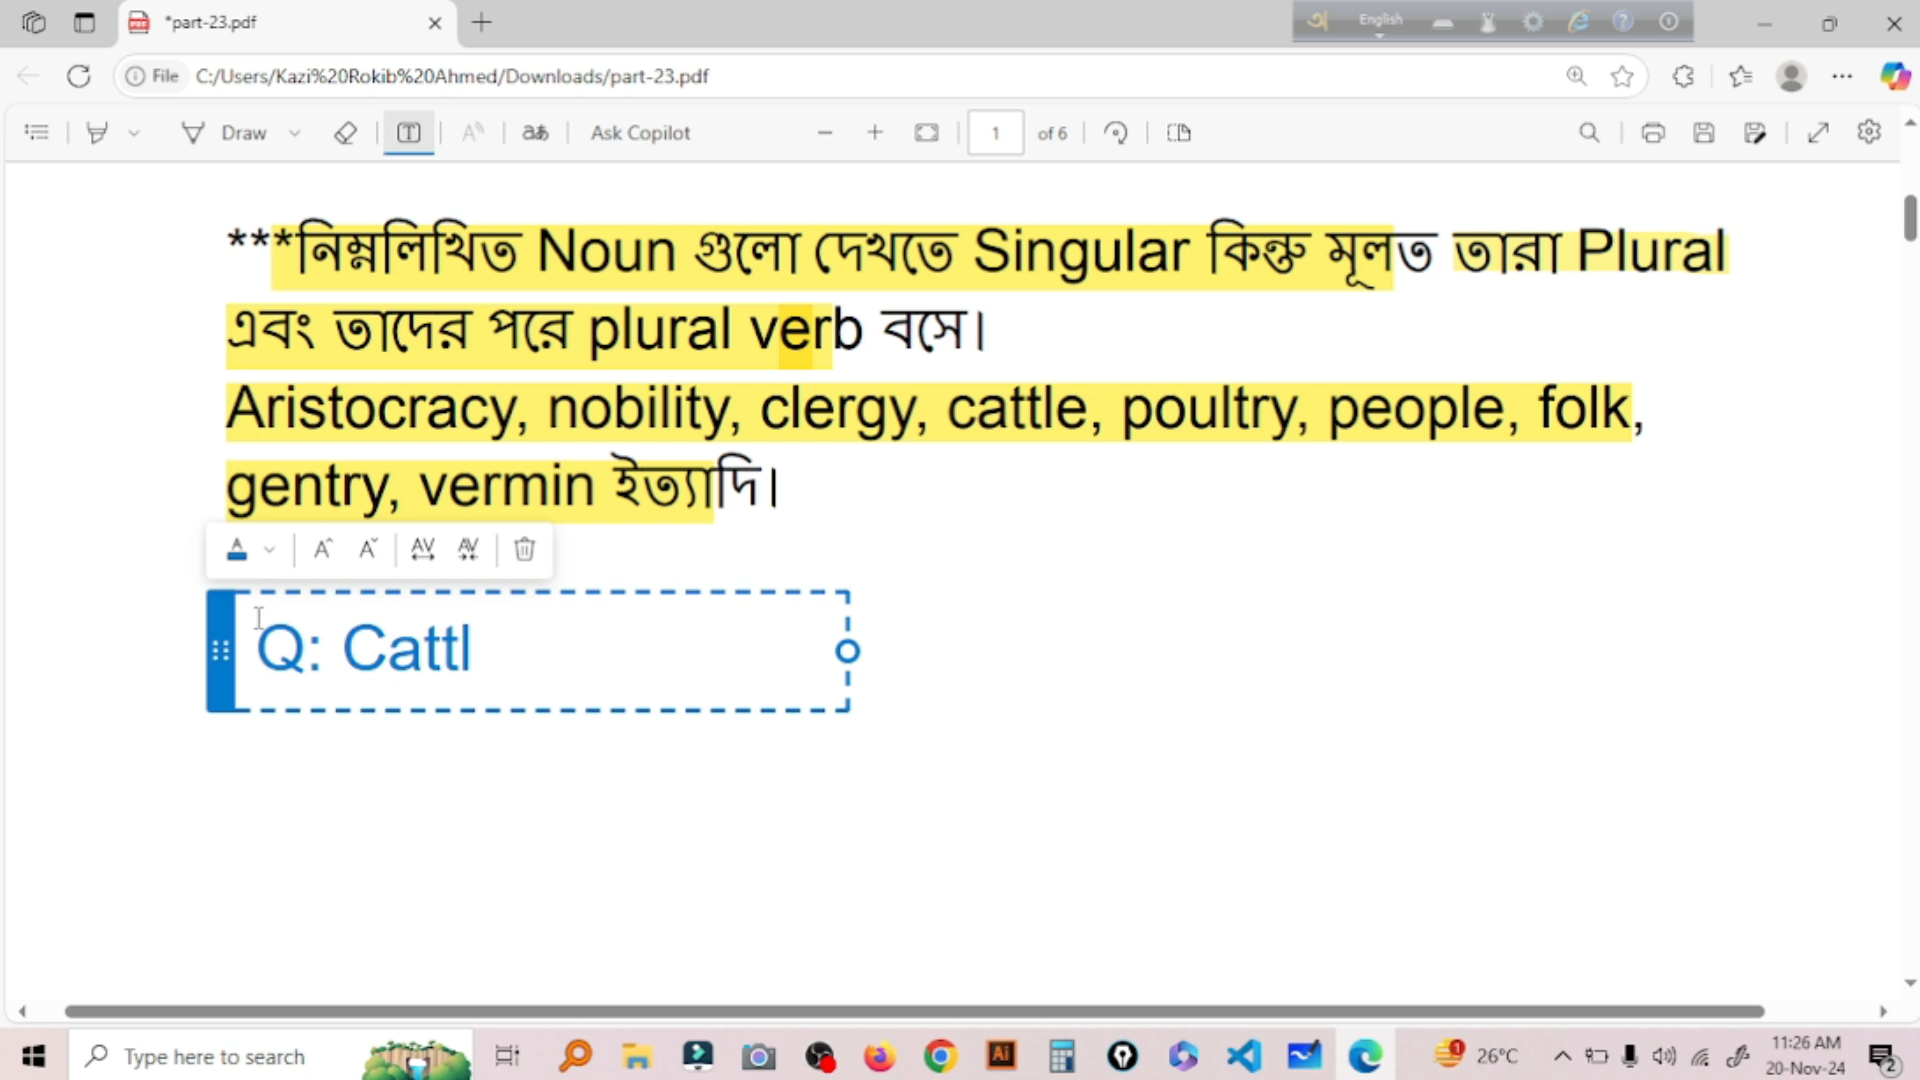 *part-23.pdf
English
File C:/Users/Kazi%20Rokib%20Ahmed/Downloads/part-23.pdf
Draw
Ask Copilot
1 of 6
***নিম্নলিখিত Noun গুলো দেখতে Singular কিন্তু মূলত তারা Plural
এবং তাদের পরে plural verb বসে।
Aristocracy, nobility, clergy, cattle, poultry, people, folk,
gentry, vermin ইত্যাদি।
Q: Cattl
Type here to search
26°C
11:26 AM
20-Nov-24